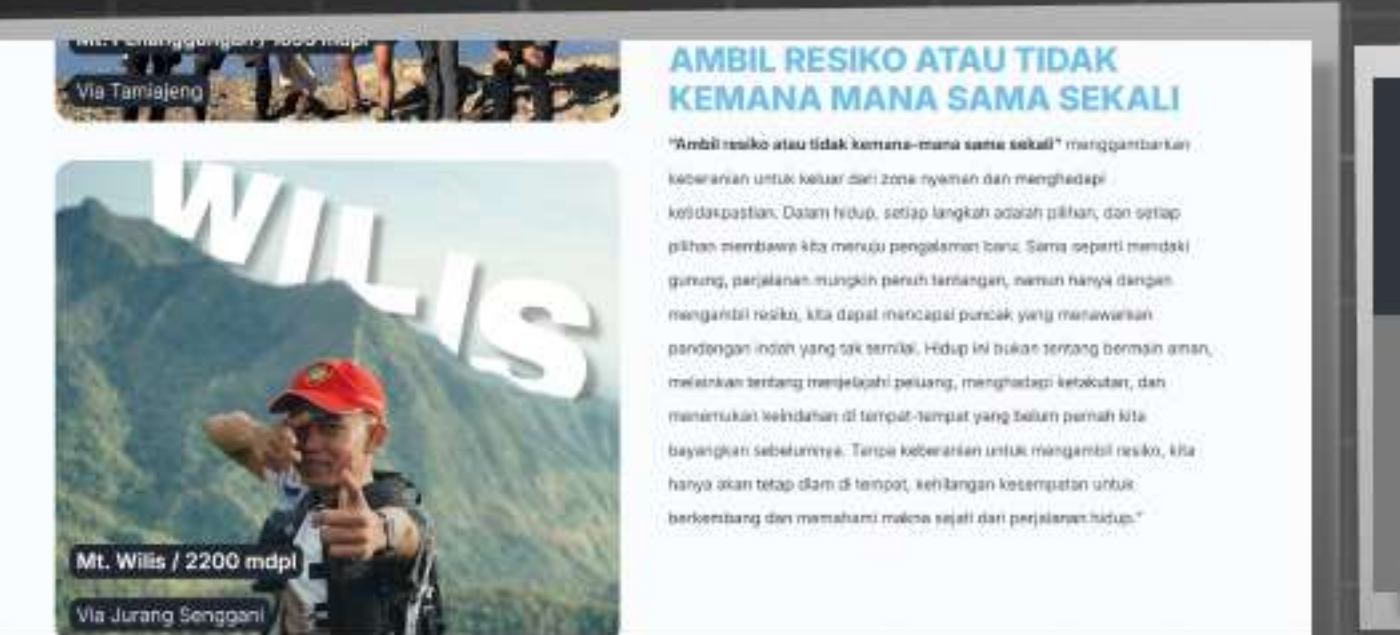 Via Tamiajeng
WILIS
Mt. Wilis / 2200 mdpl
Via Jurang Senggani
AMBIL RESIKO ATAU TIDAK
KEMANA MANA SAMA SEKALI
"Ambil resiko atau tidak kemana-mana sama sekali" menggambarkan
keberanian untuk keluar dari zona nyaman dan menghadapi
ketidakpastian. Dalam hidup, setiap langkah adalah pilihan, dan setiap
pilihan membawa kita menuju pengalaman baru. Sama seperti mendaki
gunung, perjalanan mungkin penuh tantangan, namun hanya dengan
mengambil resiko, kita dapat mencapai puncak yang menawarkan
pandangan indah yang tak ternilai. Hidup ini bukan tentang bermain aman,
melainkan tentang menjelajahi peluang, menghadapi ketakutan, dan
menemukan keindahan di tempat-tempat yang belum pernah kita
bayangkan sebelumnya. Tanpa keberanian untuk mengambil resiko, kita
hanya akan tetap diam di tempat, kehilangan kesempatan untuk
berkembang dan memahami makna sejati dari perjalanan hidup."